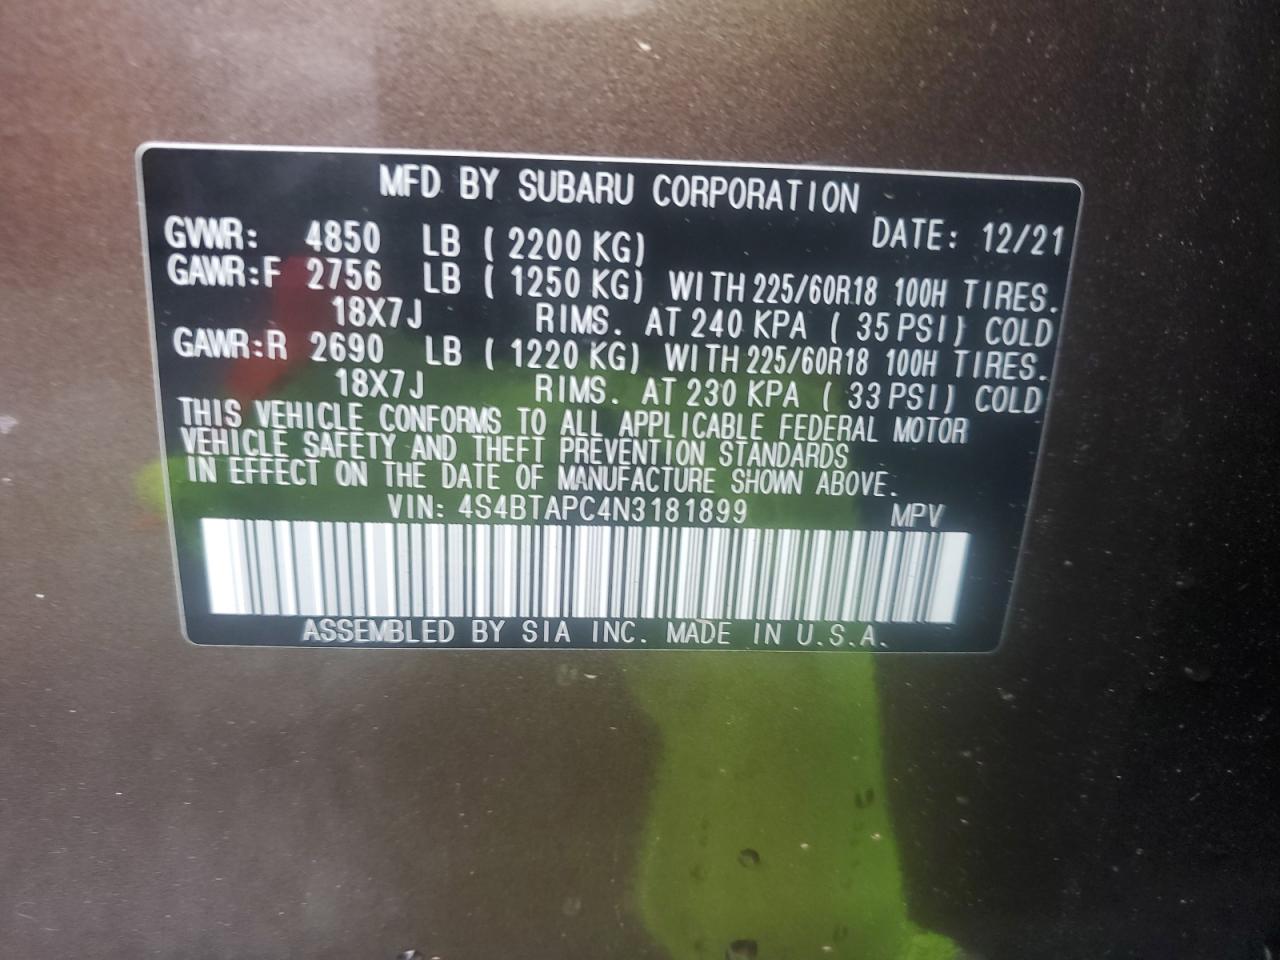 MFD BY SUBARU CORPORATION
GVWR: 4850 LB ( 2200 KG) DATE: 12/21
GAWR:F 2756 LB ( 1250 KG) WITH 225/60R18 100H TIRES.
18X7J RIMS. AT 240 KPA ( 35 PSI) COLD
GAWR:R 2690 LB ( 1220 KG) WITH 225/60R18 100H TIRES.
18X7J RIMS. AT 230 KPA ( 33 PSI) COLD
THIS VEHICLE CONFORMS TO ALL APPLICABLE FEDERAL MOTOR
VEHICLE SAFETY AND THEFT PREVENTION STANDARDS
IN EFFECT ON THE DATE OF MANUFACTURE SHOWN ABOVE.
VIN: 4S4BTAPC4N3181899 MPV
ASSEMBLED BY SIA INC. MADE IN U.S.A.